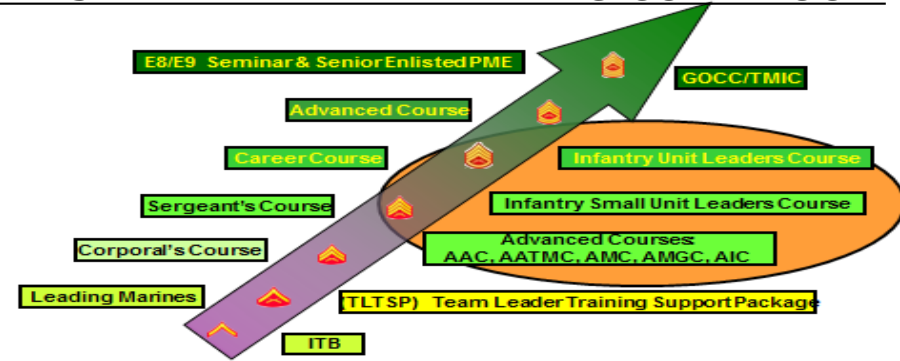 E8/E9 Seminar & Senior Enlisted PME
GOCC/TMIC
Advanced Course
Career Course
Infantry Unit Leaders Course
Sergeant's Course
Infantry Small Unit Leaders Course
Advanced Courses:
AAC, AATMC, AMC, AMGC, AIC
Corporal's Course
Leading Marines
(TLTSP) Team Leader Training Support Package
ITB